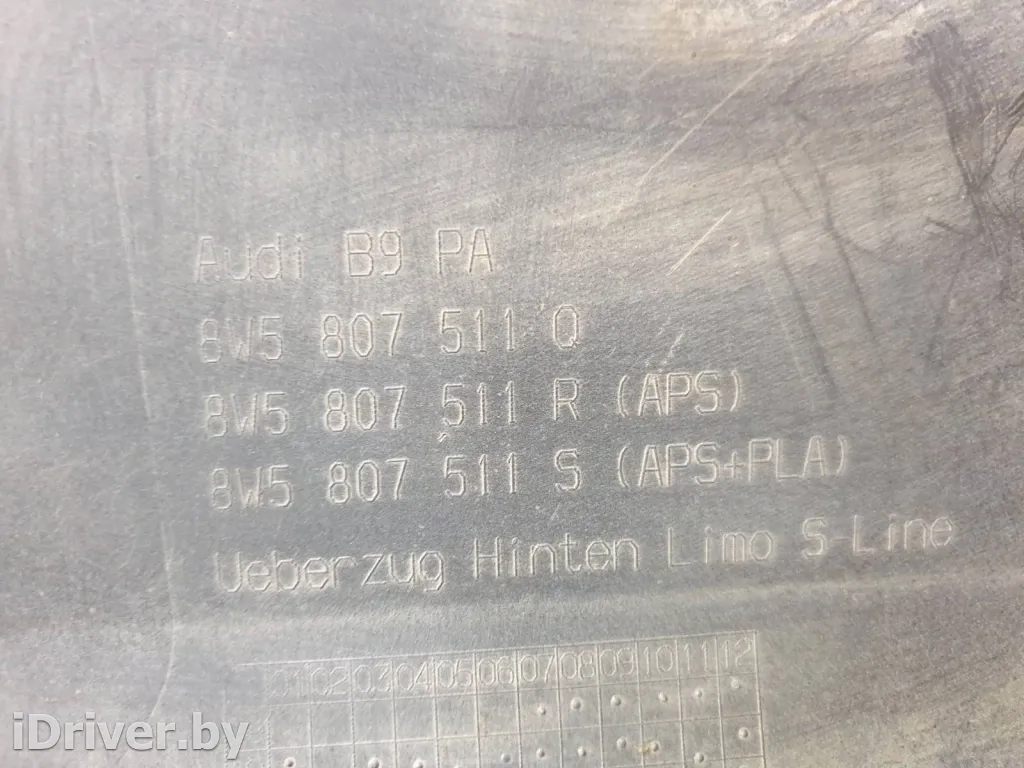 Audi B9 PA
8W5 807 511 Q
8W5 807 511 R (APS)
8W5 807 511 S (APS+PLA)
Ueberzug Hinten Limo S-Line
01 02 03 04 05 06 07 08 09 10 11 12
iDriver.by